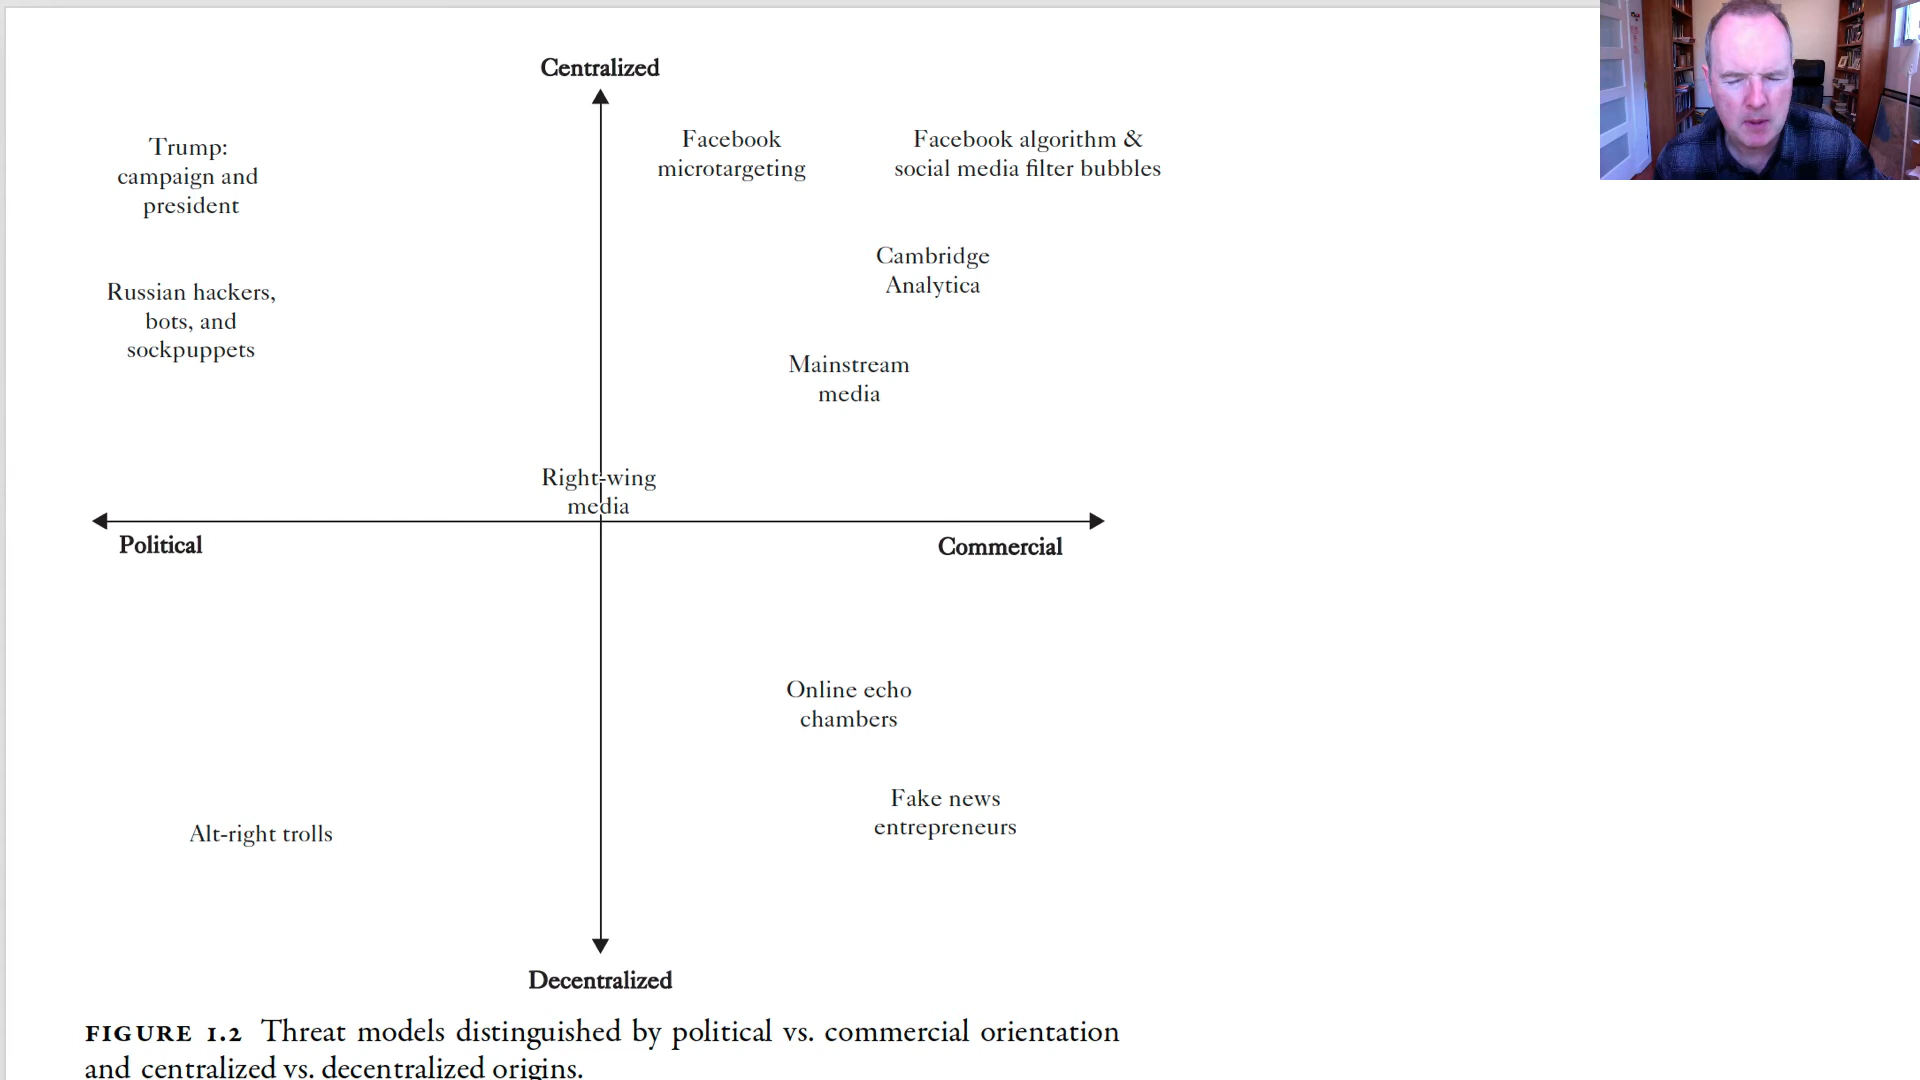 Centralized
Trump:
campaign and
president
Facebook
microtargeting
Facebook algorithm &
social media filter bubbles
Russian hackers,
bots, and
sockpuppets
Cambridge
Analytica
Mainstream
media
Right-wing
media
Political
Commercial
Online echo
chambers
Alt-right trolls
Fake news
entrepreneurs
Decentralized
FIGURE 1.2 Threat models distinguished by political vs. commercial orientation
and centralized vs. decentralized origins.